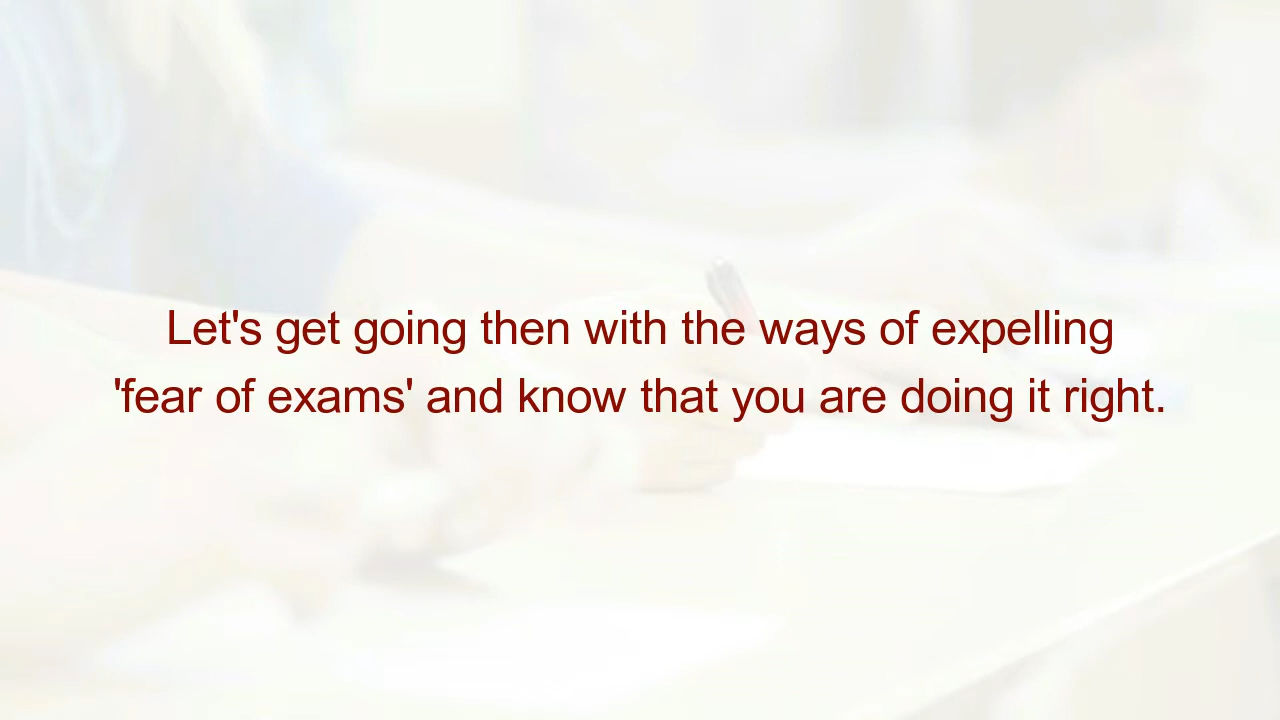 Let's get going then with the ways of expelling
'fear of exams' and know that you are doing it right.